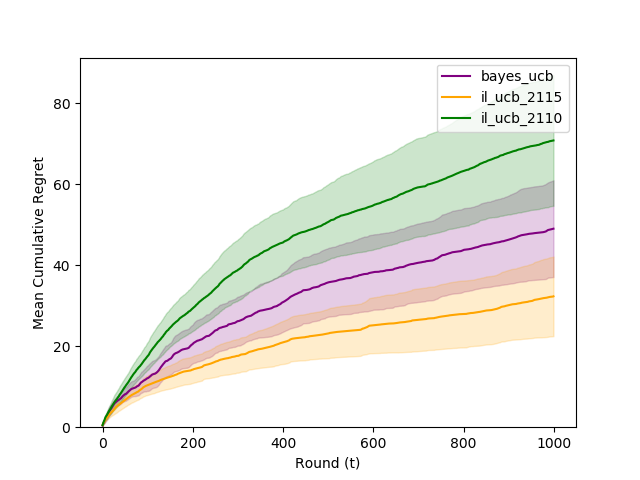 bayes_ucb
il_ucb_2115
il_ucb_2110
Mean Cumulative Regret
80
60
40
20
0
0 200 400 600 800 1000
Round (t)